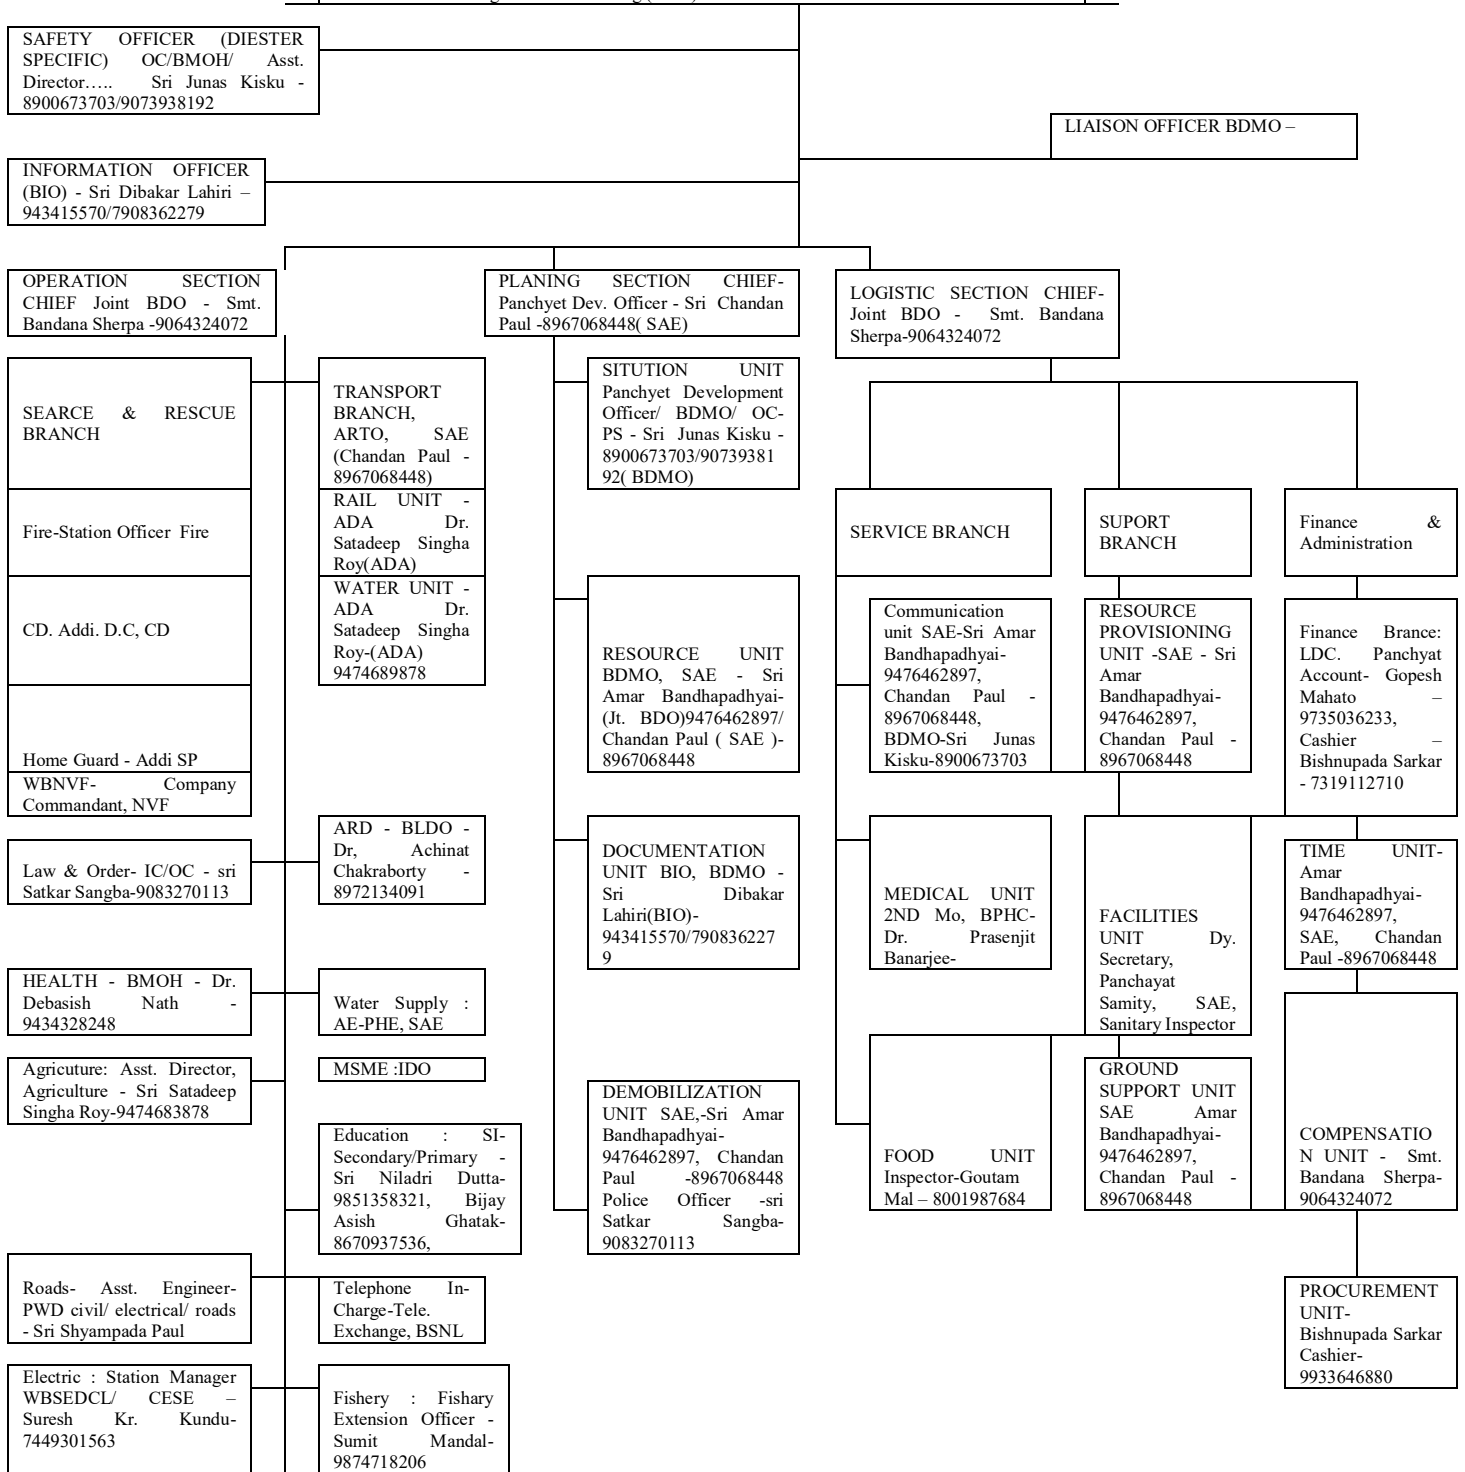 SAFETY OFFICER (DIESTER
SPECIFIC) OC/BMOH/ Asst.
Director..... Sri Junas Kisku -
8900673703/9073938192
LIAISON OFFICER BDMO –
INFORMATION OFFICER
(BIO) - Sri Dibakar Lahiri –
943415570/7908362279
OPERATION SECTION
CHIEF Joint BDO - Smt.
Bandana Sherpa -9064324072
PLANING SECTION CHIEF-
Panchyet Dev. Officer - Sri Chandan
Paul -8967068448( SAE)
LOGISTIC SECTION CHIEF-
Joint BDO - Smt. Bandana
Sherpa-9064324072
SEARCE & RESCUE
BRANCH
Fire-Station Officer Fire
CD. Addi. D.C, CD
Home Guard - Addi SP
WBNVF- Company
Commandant, NVF
Law & Order- IC/OC - sri
Satkar Sangba-9083270113
HEALTH - BMOH - Dr.
Debasish Nath -
9434328248
Agricuture: Asst. Director,
Agriculture - Sri Satadeep
Singha Roy-9474683878
Roads- Asst. Engineer-
PWD civil/ electrical/ roads
- Sri Shyampada Paul
Electric : Station Manager
WBSEDCL/ CESE –
Suresh Kr. Kundu-
7449301563
TRANSPORT
BRANCH,
ARTO, SAE
(Chandan Paul -
8967068448)
RAIL UNIT -
ADA Dr.
Satadeep Singha
Roy(ADA)
WATER UNIT -
ADA Dr.
Satadeep Singha
Roy-(ADA)
9474689878
ARD - BLDO -
Dr, Achinat
Chakraborty -
8972134091
Water Supply :
AE-PHE, SAE
MSME :IDO
Education : SI-
Secondary/Primary -
Sri Niladri Dutta-
9851358321, Bijay
Asish Ghatak-
8670937536,
Telephone In-
Charge-Tele.
Exchange, BSNL
Fishery : Fishary
Extension Officer -
Sumit Mandal-
9874718206
SITUTION UNIT
Panchyet Development
Officer/ BDMO/ OC-
PS - Sri Junas Kisku -
8900673703/90739381
92( BDMO)
RESOURCE UNIT
BDMO, SAE - Sri
Amar Bandhapadhyai-
(Jt. BDO)9476462897/
Chandan Paul ( SAE )-
8967068448
DOCUMENTATION
UNIT BIO, BDMO -
Sri Dibakar
Lahiri(BIO)-
943415570/790836227
9
DEMOBILIZATION
UNIT SAE,-Sri Amar
Bandhapadhyai-
9476462897, Chandan
Paul -8967068448
Police Officer -sri
Satkar Sangba-
9083270113
SERVICE BRANCH
Communication
unit SAE-Sri Amar
Bandhapadhyai-
9476462897,
Chandan Paul -
8967068448,
BDMO-Sri Junas
Kisku-8900673703
MEDICAL UNIT
2ND Mo, BPHC-
Dr. Prasenjit
Banarjee-
FOOD UNIT
Inspector-Goutam
Mal – 8001987684
SUPORT
BRANCH
RESOURCE
PROVISIONING
UNIT -SAE - Sri
Amar
Bandhapadhyai-
9476462897,
Chandan Paul -
8967068448
FACILITIES
UNIT Dy.
Secretary,
Panchayat
Samity, SAE,
Sanitary Inspector
GROUND
SUPPORT UNIT
SAE Amar
Bandhapadhyai-
9476462897,
Chandan Paul -
8967068448
Finance &
Administration
Finance Brance:
LDC. Panchyat
Account- Gopesh
Mahato –
9735036233,
Cashier –
Bishnupada Sarkar
- 7319112710
TIME UNIT-
Amar
Bandhapadhyai-
9476462897,
SAE, Chandan
Paul -8967068448
COMPENSATIO
N UNIT - Smt.
Bandana Sherpa-
9064324072
PROCUREMENT
UNIT-
Bishnupada Sarkar
Cashier-
9933646880